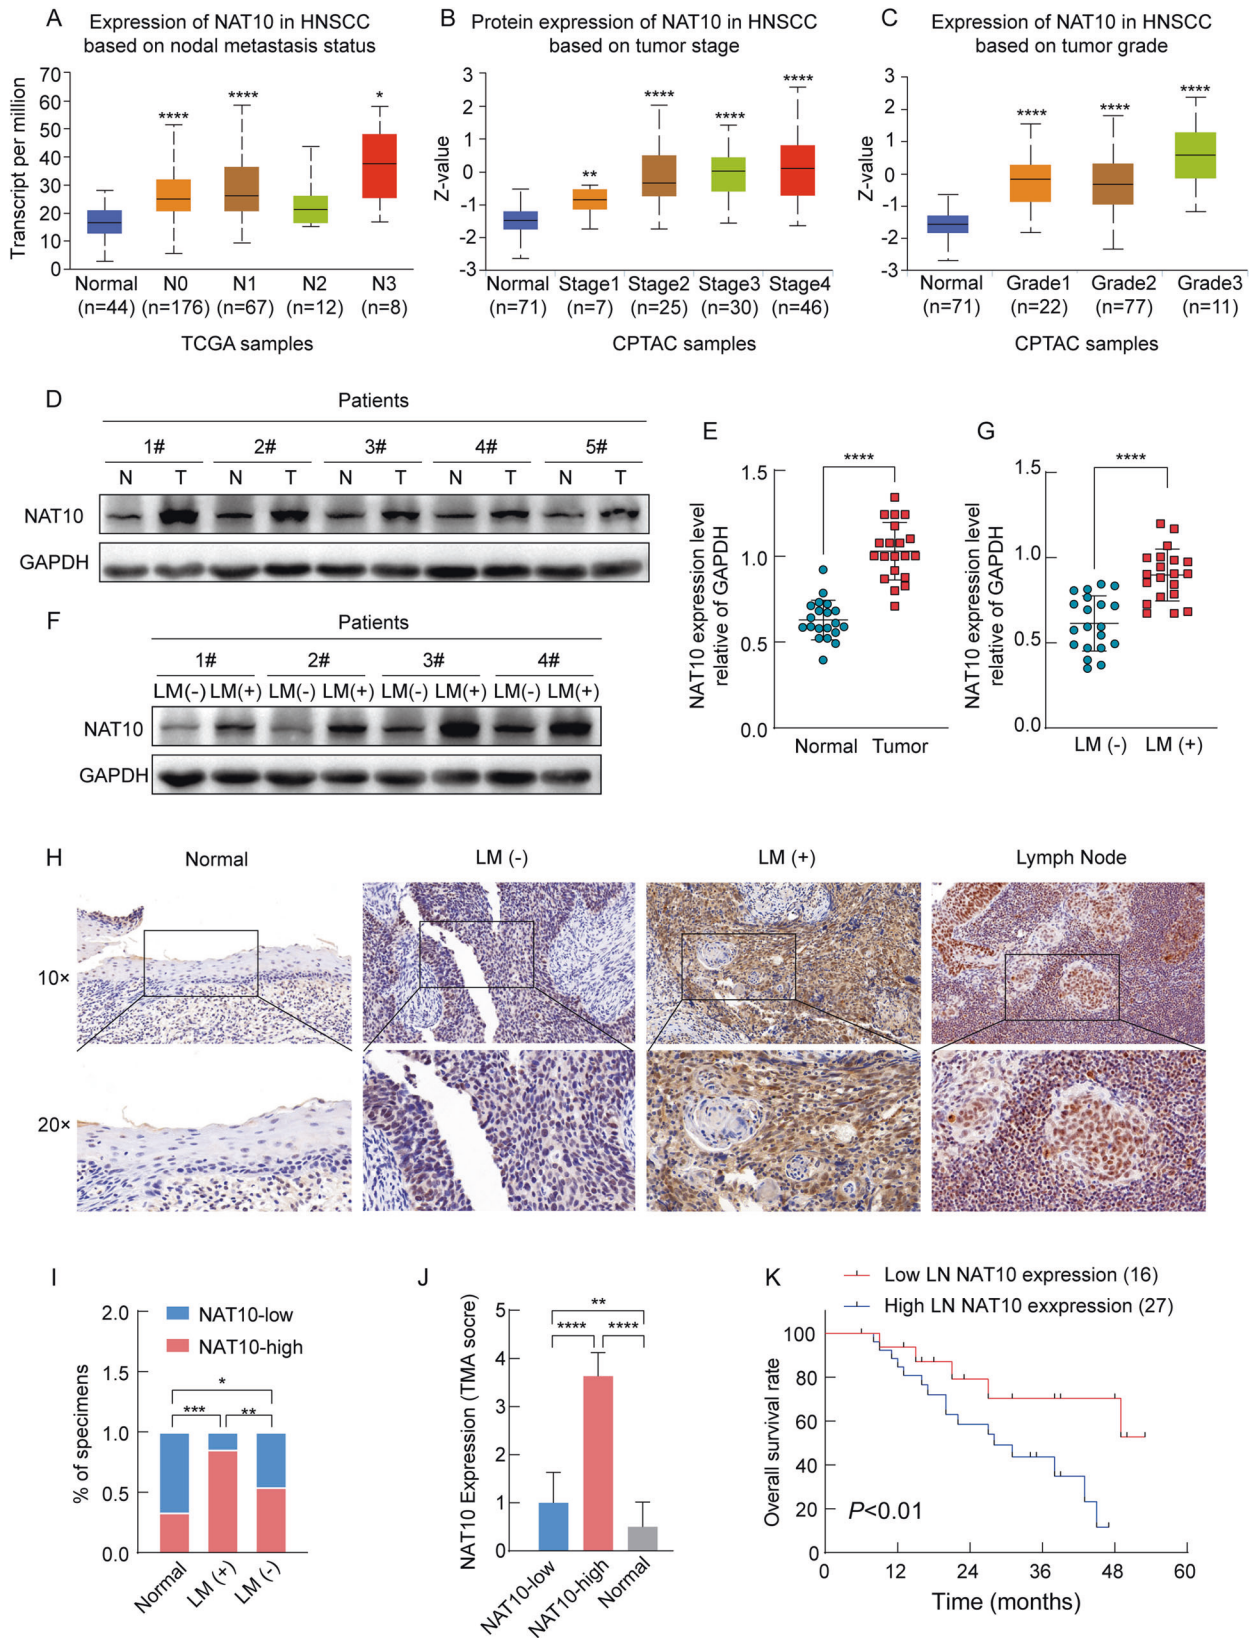 A
Expression of NAT10 in HNSCC
based on nodal metastasis status
Transcript per million
70
60
50
40
30
20
10
0
****
****
*
Normal N0 N1 N2 N3
(n=44) (n=176) (n=67) (n=12) (n=8)
TCGA samples
B
Protein expression of NAT10 in HNSCC
based on tumor stage
Z-value
3
2
1
0
-1
-2
-3
**
****
****
****
Normal Stage1 Stage2 Stage3 Stage4
(n=71) (n=7) (n=25) (n=30) (n=46)
CPTAC samples
C
Expression of NAT10 in HNSCC
based on tumor grade
Z-value
3
2
1
0
-1
-2
-3
****
****
****
Normal Grade1 Grade2 Grade3
(n=71) (n=22) (n=77) (n=11)
CPTAC samples
D
Patients
1# 2# 3# 4# 5#
N T N T N T N T N T
NAT10
GAPDH
E
NAT10 expression level
relative of GAPDH
1.5
1.0
0.5
0.0
****
Normal Tumor
G
NAT10 expression level
relative of GAPDH
1.5
1.0
0.5
0.0
****
LM (-) LM (+)
F
Patients
1# 2# 3# 4#
LM(-) LM(+) LM(-) LM(+) LM(-) LM(+) LM(-) LM(+)
NAT10
GAPDH
H
Normal LM (-) LM (+) Lymph Node
10×
20×
I
NAT10-low
NAT10-high
% of specimens
2.0
1.5
1.0
0.5
0.0
*
*** **
Normal LM (+) LM (-)
J
NAT10 Expression (TMA socre)
5
4
3
2
1
0
**
**** ****
NAT10-low NAT10-high Normal
K
Low LN NAT10 expression (16)
High LN NAT10 exxpression (27)
Overall survival rate
100
80
60
40
20
0
P<0.01
12 24 36 48 60
Time (months)